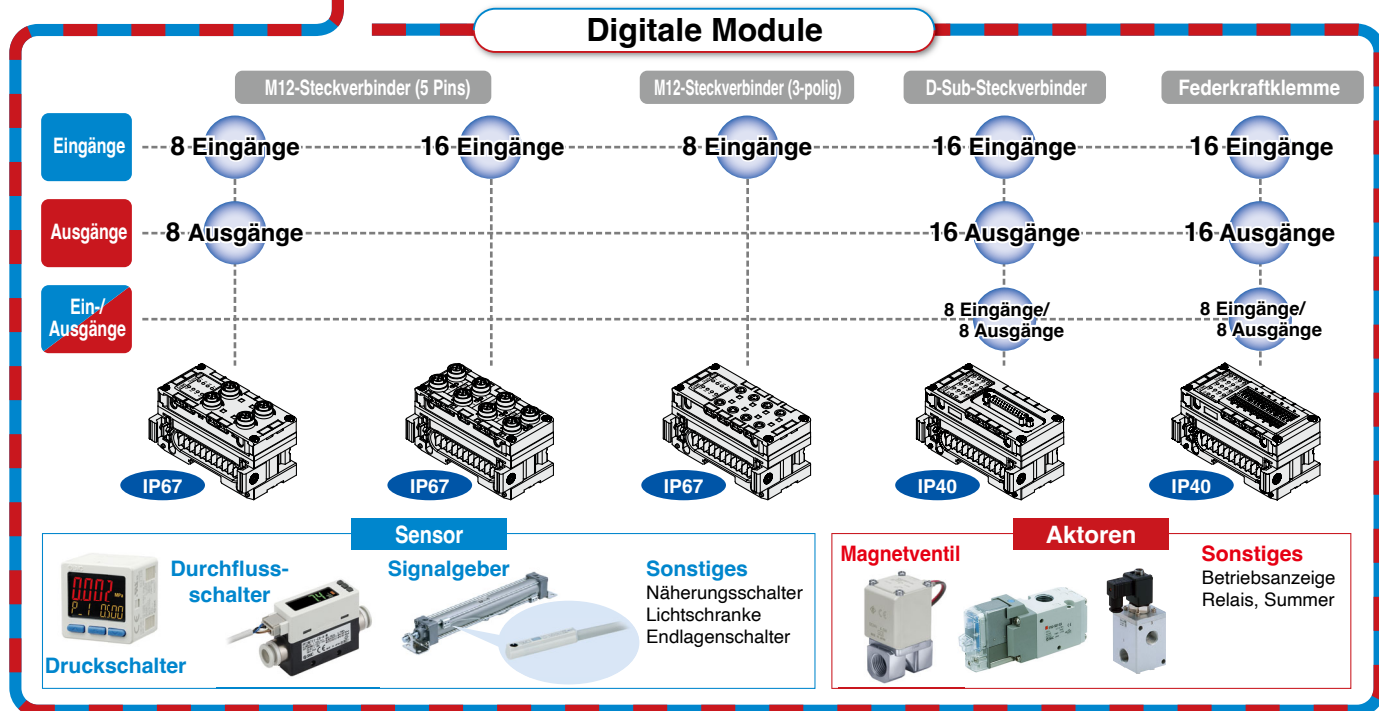 Digitale Module
M12-Steckverbinder (5 Pins)
M12-Steckverbinder (3-polig)
D-Sub-Steckverbinder
Federkraftklemme
Eingänge
8 Eingänge
16 Eingänge
8 Eingänge
16 Eingänge
16 Eingänge
Ausgänge
8 Ausgänge
16 Ausgänge
16 Ausgänge
Ein-/
Ausgänge
8 Eingänge/
8 Ausgänge
8 Eingänge/
8 Ausgänge
IP67
IP67
IP67
IP40
IP40
Sensor
Druckschalter
Durchfluss-
schalter
Signalgeber
Sonstiges
Näherungsschalter
Lichtschranke
Endlagenschalter
Aktoren
Magnetventil
Sonstiges
Betriebsanzeige
Relais, Summer